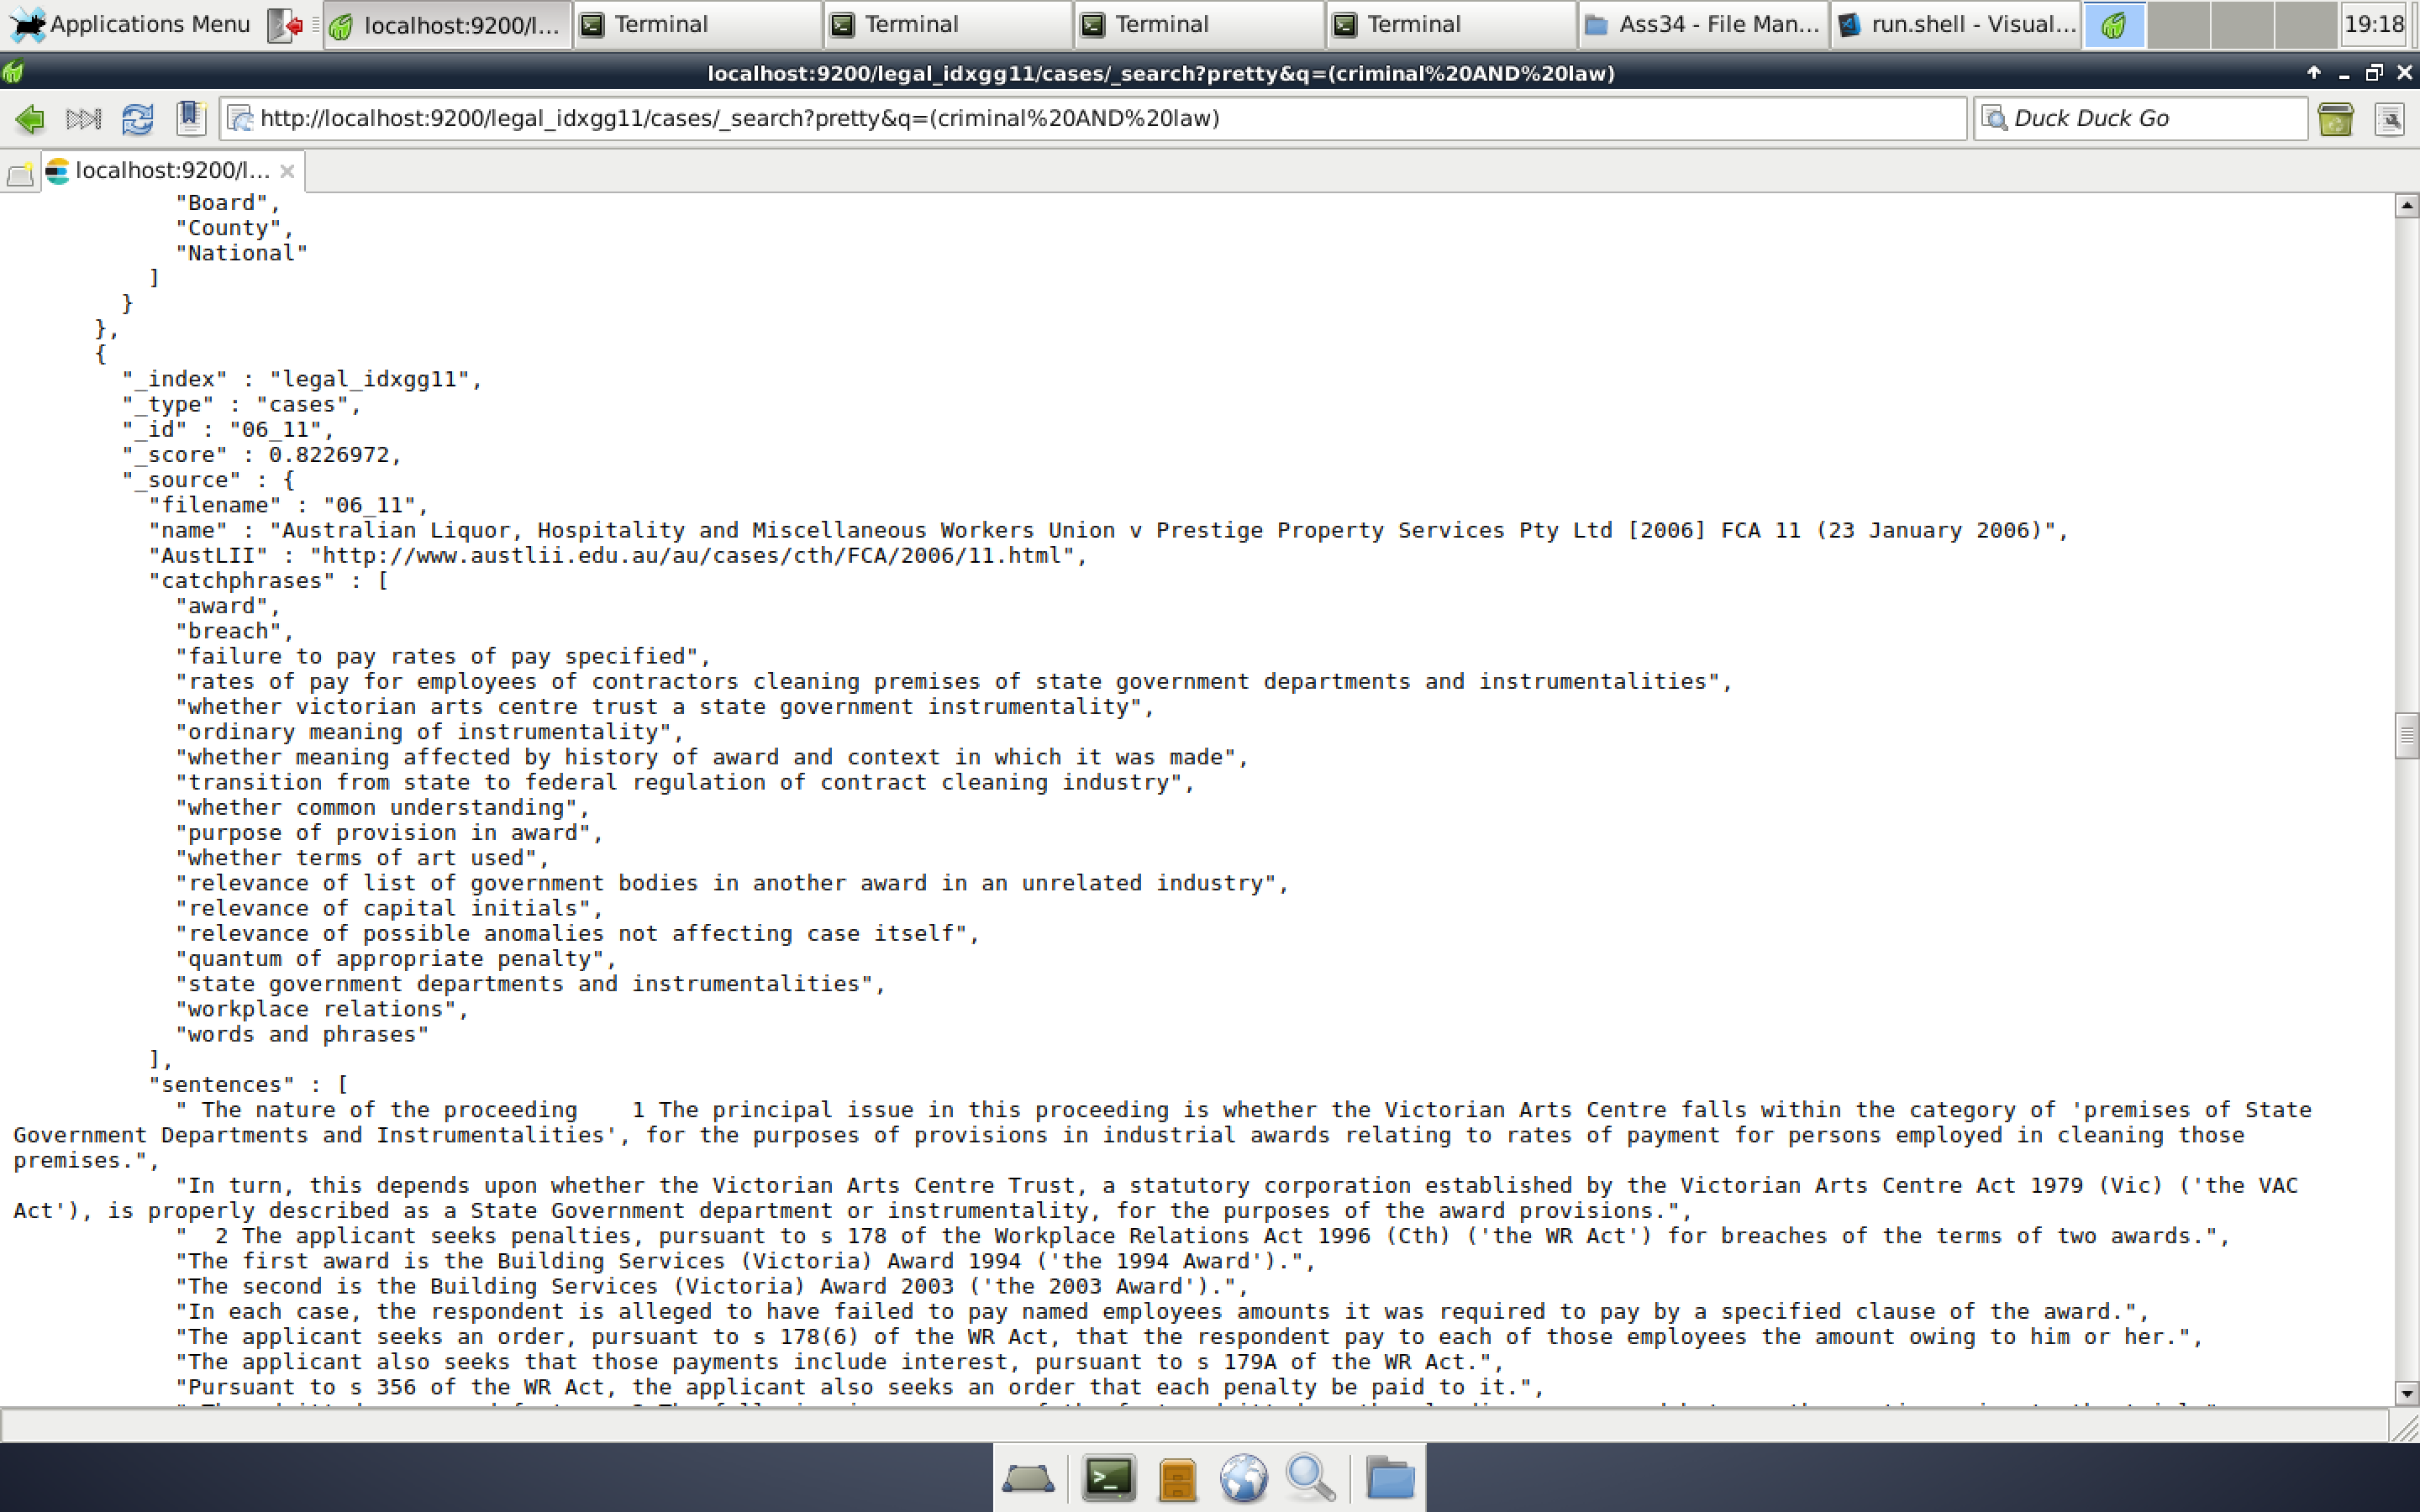 Applications Menu localhost:9200/l... Terminal Terminal Terminal Terminal Ass34 - File Man... run.shell - Visual... 19:18
localhost:9200/legal_idxgg11/cases/_search?pretty&q=(criminal%20AND%20law)
http://localhost:9200/legal_idxgg11/cases/_search?pretty&q=(criminal%20AND%20law) Duck Duck Go
localhost:9200/l...
"Board",
"County",
"National"
]
}
},
{
"_index" : "legal_idxgg11",
"_type" : "cases",
"_id" : "06_11",
"_score" : 0.8226972,
"_source" : {
"filename" : "06_11",
"name" : "Australian Liquor, Hospitality and Miscellaneous Workers Union v Prestige Property Services Pty Ltd [2006] FCA 11 (23 January 2006)",
"AustLII" : "http://www.austlii.edu.au/au/cases/cth/FCA/2006/11.html",
"catchphrases" : [
"award",
"breach",
"failure to pay rates of pay specified",
"rates of pay for employees of contractors cleaning premises of state government departments and instrumentalities",
"whether victorian arts centre trust a state government instrumentality",
"ordinary meaning of instrumentality",
"whether meaning affected by history of award and context in which it was made",
"transition from state to federal regulation of contract cleaning industry",
"whether common understanding",
"purpose of provision in award",
"whether terms of art used",
"relevance of list of government bodies in another award in an unrelated industry",
"relevance of capital initials",
"relevance of possible anomalies not affecting case itself",
"quantum of appropriate penalty",
"state government departments and instrumentalities",
"workplace relations",
"words and phrases"
],
"sentences" : [
" The nature of the proceeding    1 The principal issue in this proceeding is whether the Victorian Arts Centre falls within the category of 'premises of State
Government Departments and Instrumentalities', for the purposes of provisions in industrial awards relating to rates of payment for persons employed in cleaning those
premises.",
"In turn, this depends upon whether the Victorian Arts Centre Trust, a statutory corporation established by the Victorian Arts Centre Act 1979 (Vic) ('the VAC
Act'), is properly described as a State Government department or instrumentality, for the purposes of the award provisions.",
"  2 The applicant seeks penalties, pursuant to s 178 of the Workplace Relations Act 1996 (Cth) ('the WR Act') for breaches of the terms of two awards.",
"The first award is the Building Services (Victoria) Award 1994 ('the 1994 Award').",
"The second is the Building Services (Victoria) Award 2003 ('the 2003 Award').",
"In each case, the respondent is alleged to have failed to pay named employees amounts it was required to pay by a specified clause of the award.",
"The applicant seeks an order, pursuant to s 178(6) of the WR Act, that the respondent pay to each of those employees the amount owing to him or her.",
"The applicant also seeks that those payments include interest, pursuant to s 179A of the WR Act.",
"Pursuant to s 356 of the WR Act, the applicant also seeks an order that each penalty be paid to it.",